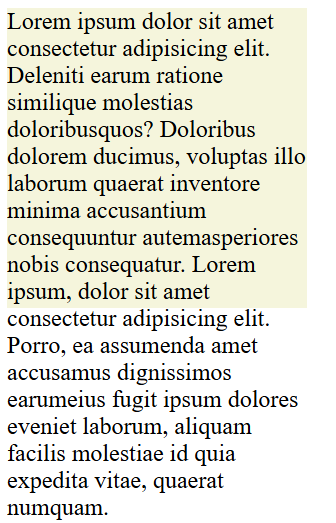 Lorem ipsum dolor sit amet
consectetur adipisicing elit.
Deleniti earum ratione
similique molestias
doloribusquos? Doloribus
dolorem ducimus, voluptas illo
laborum quaerat inventore
minima accusantium
consequuntur autemasperiores
nobis consequatur. Lorem
ipsum, dolor sit amet
consectetur adipisicing elit.
Porro, ea assumenda amet
accusamus dignissimos
earumeius fugit ipsum dolores
eveniet laborum, aliquam
facilis molestiae id quia
expedita vitae, quaerat
numquam.